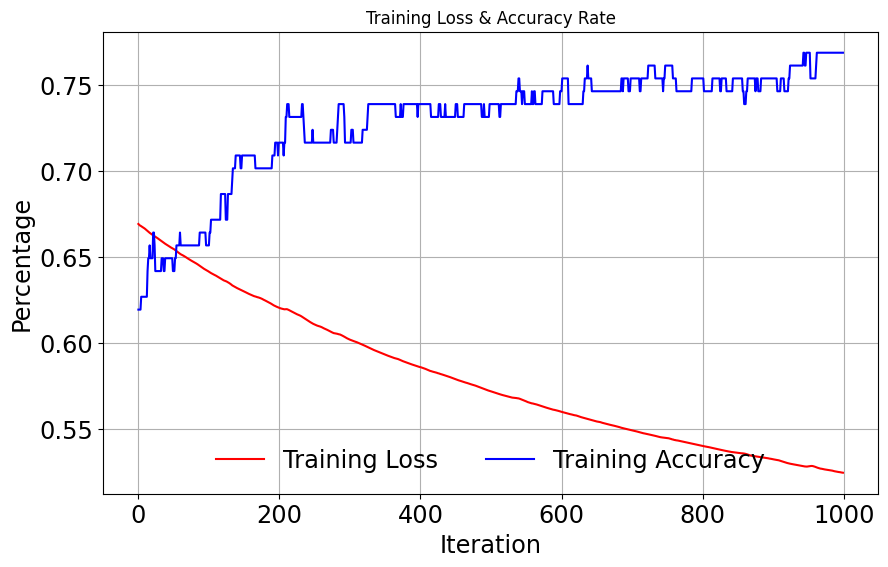 Training Loss & Accuracy Rate
Percentage
0.75
0.70
0.65
0.60
0.55
Training Loss
Training Accuracy
0
200
400
600
800
1000
Iteration